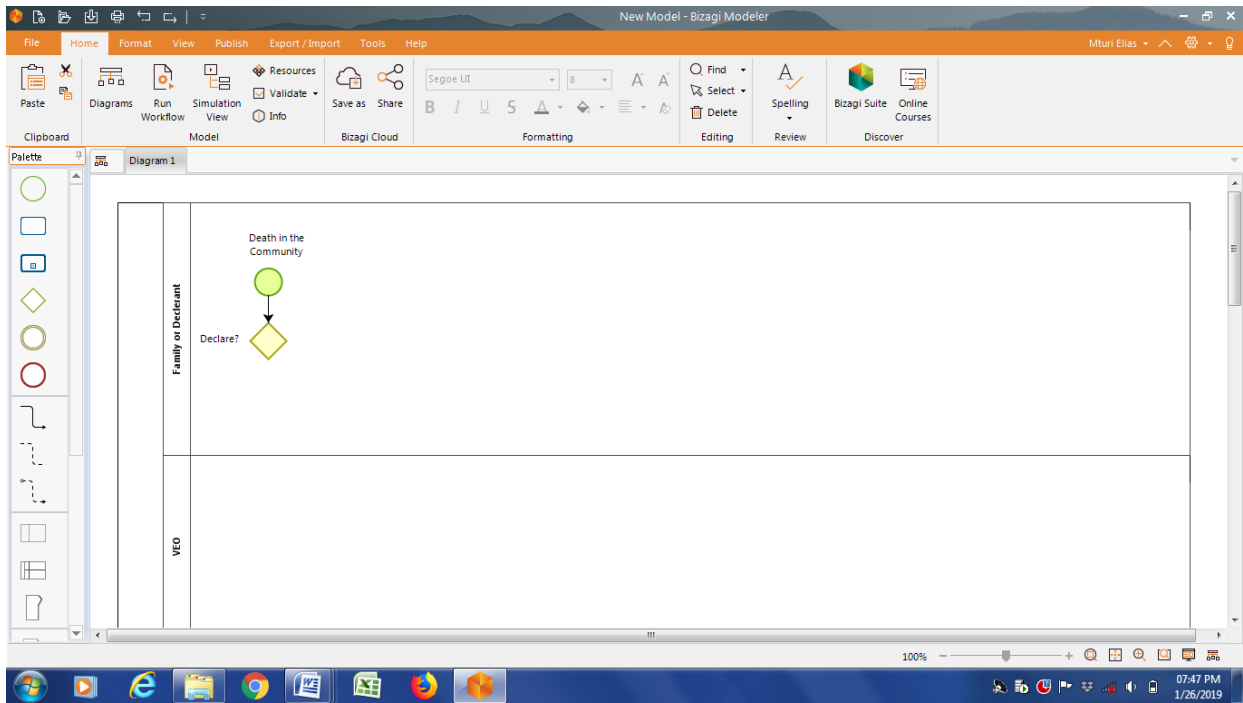 New Model - Bizagi Modeler
File Home Format View Publish Export / Import Tools Help Mturi Elias
Paste
Clipboard
Diagrams
Run
Workflow
Simulation
View
Resources
Validate
Info
Model
Save as Share
Bizagi Cloud
Segoe UI 8 A A
B I U S A
Formatting
Find
Select
Delete
Editing
Spelling
Review
Bizagi Suite
Online
Courses
Discover
Palette
Diagram 1
Death in the
Community
Family or Declerant
Declare?
VEO
100%
07:47 PM
1/26/2019